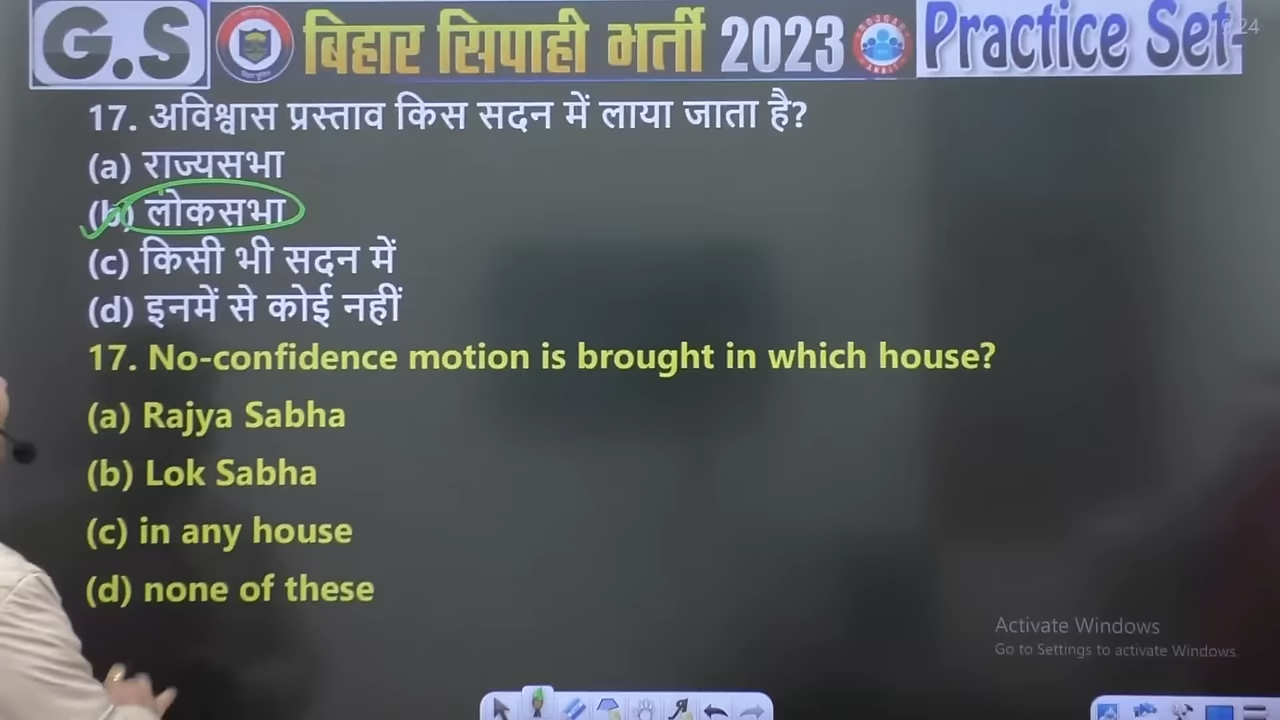 G.S बिहार सिपाही भर्ती 2023 Practice Set-
17. अविश्वास प्रस्ताव किस सदन में लाया जाता है?
(a) राज्यसभा
(b) लोकसभा
(c) किसी भी सदन में
(d) इनमें से कोई नहीं
17. No-confidence motion is brought in which house?
(a) Rajya Sabha
(b) Lok Sabha
(c) in any house
(d) none of these
Activate Windows
Go to Settings to activate Windows.